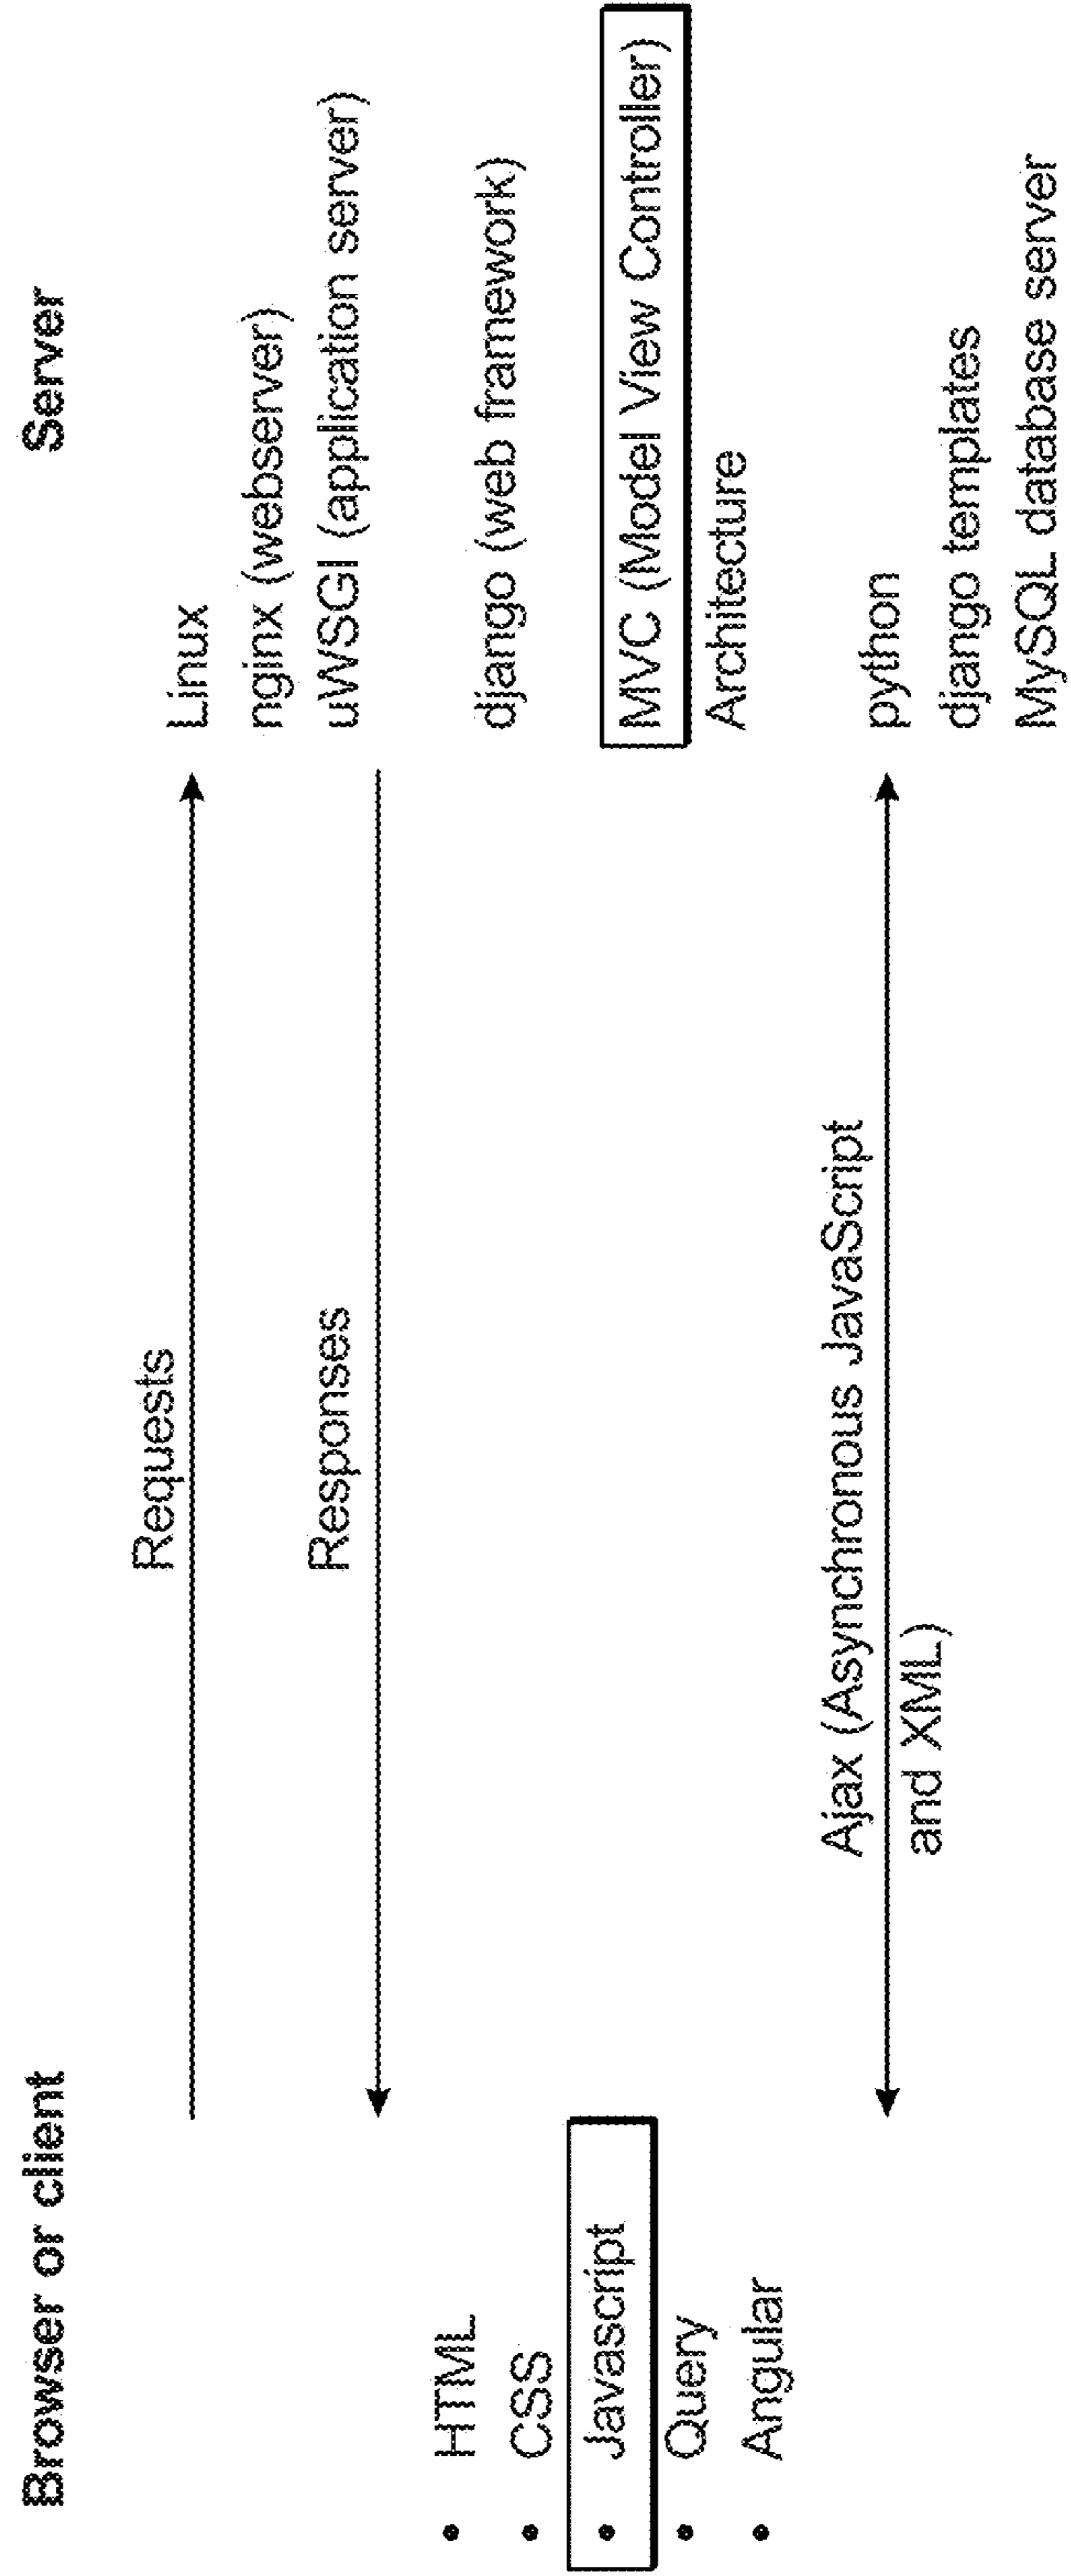 Browser or client
Server
Requests
Responses
• HTML
• CSS
• Javascript
• Query
• Angular
Ajax (Asynchronous JavaScript
and XML)
Linux
nginx (webserver)
uWSGI (application server)
django (web framework)
MVC (Model View Controller)
Architecture
python
django templates
MySQL database server